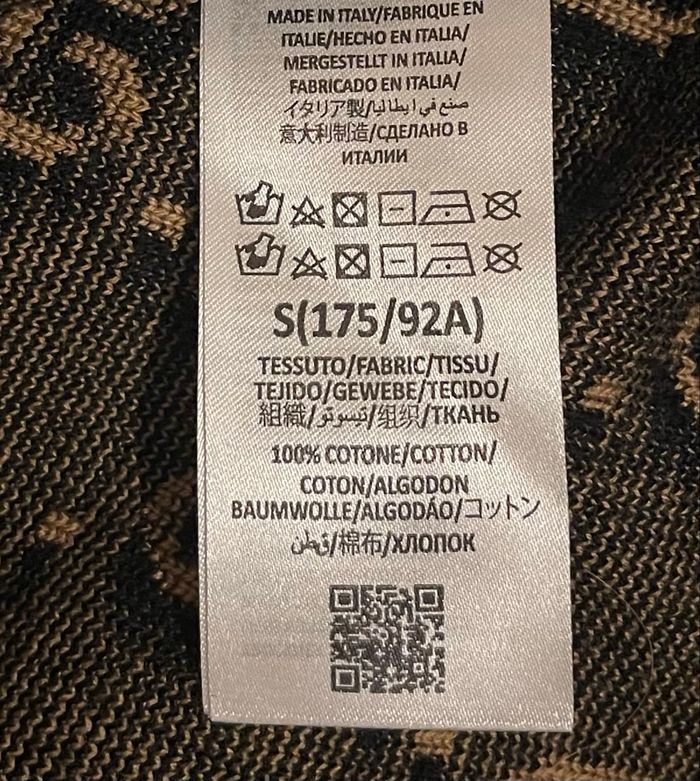 MADE IN ITALY/FABRIQUE EN
ITALIE/HECHO EN ITALIA/
MERGESTELLT IN ITALIA/
FABRICADO EN ITALIA/
イタリア製/صنع في ايطاليا/
意大利制造/СДЕЛАНО В
ИТАЛИИ
S(175/92A)
TESSUTO/FABRIC/TISSU/
TEJIDO/GEWEBE/TECIDO/
組織/تيسوتو/组织/ТКАНЬ
100% COTONE/COTTON/
COTON/ALGODON
BAUMWOLLE/ALGODÁO/コットン
قطن/棉布/ХЛОПОК